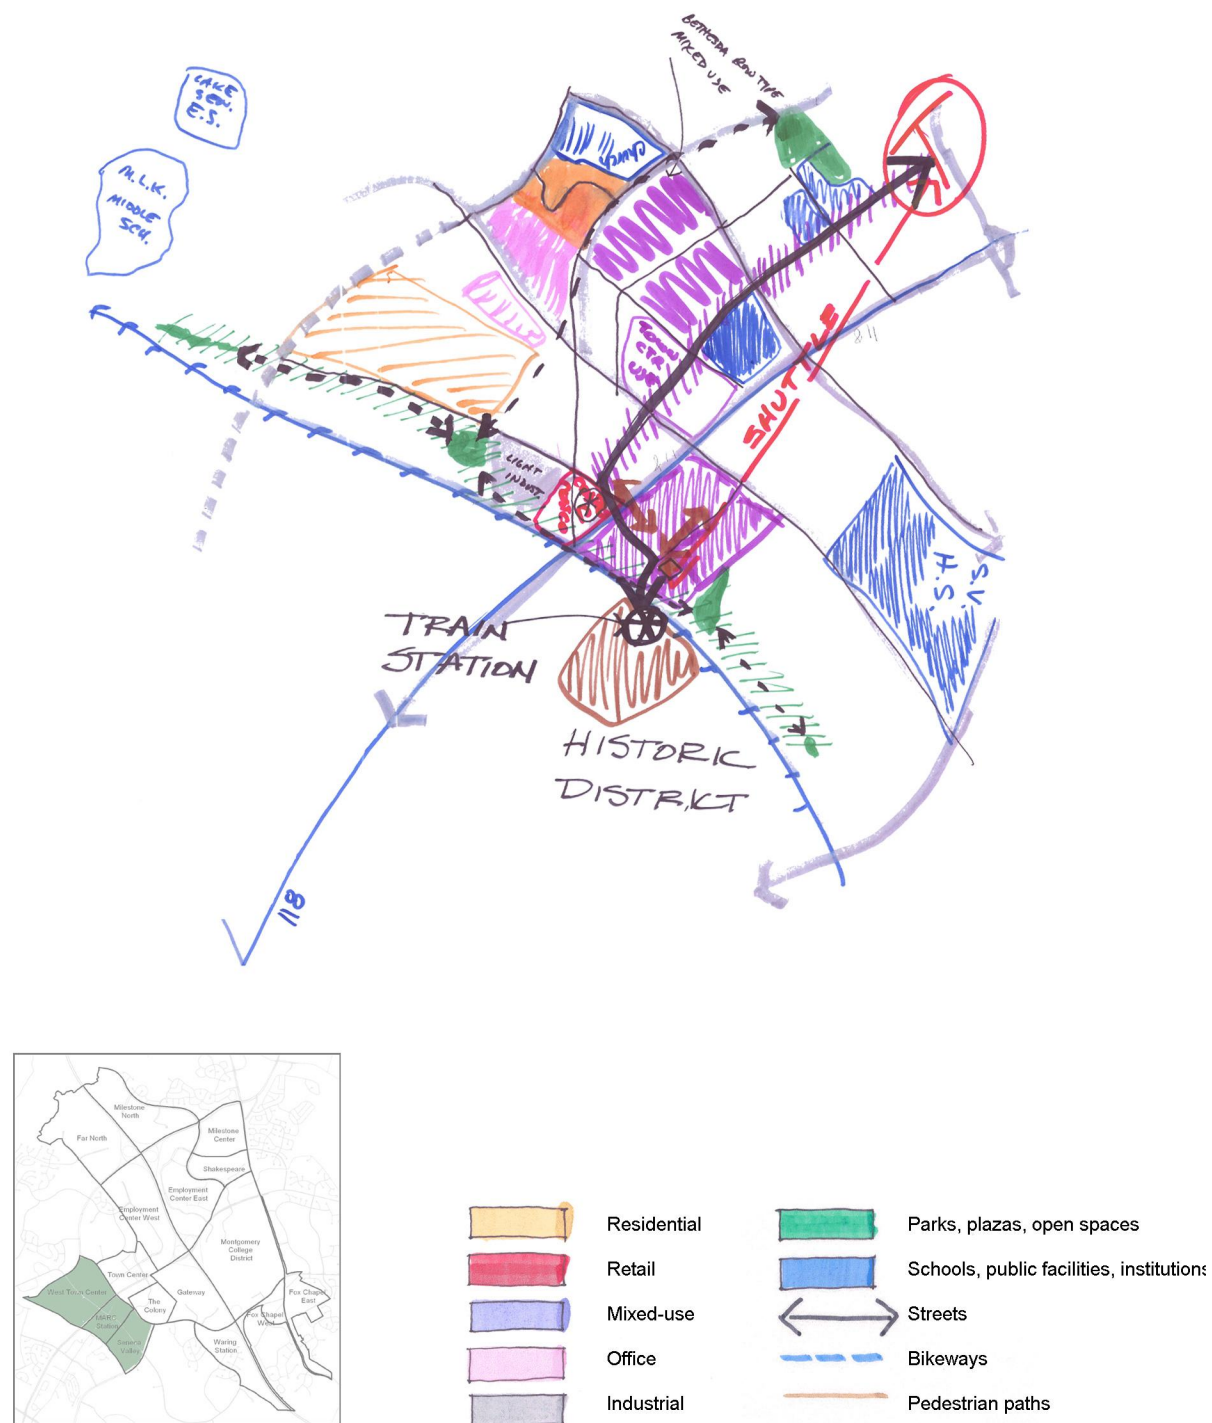 BETHESDA ROW TYPE
MIXED USE
LAKE
SEN.
E.S.
M.L.K.
MIDDLE
SCH.
church
TOWN
CTR
USE
SHUTTLE
LIGHT
INDUST
S.V.
H.S.
TRAIN
STATION
HISTORIC
DISTRICT
118
Milestone
North
Far North
Milestone
Center
Shakespeare
Employment
Center East
Employment
Center West
Montgomery
College
District
Town Center
West Town Center
The
Colony
Gateway
Fox Chapel
East
Fox Chapel
West
MARC
Station
Seneca
Valley
Waring
Station
Residential
Retail
Mixed-use
Office
Industrial
Parks, plazas, open spaces
Schools, public facilities, institutions
Streets
Bikeways
Pedestrian paths